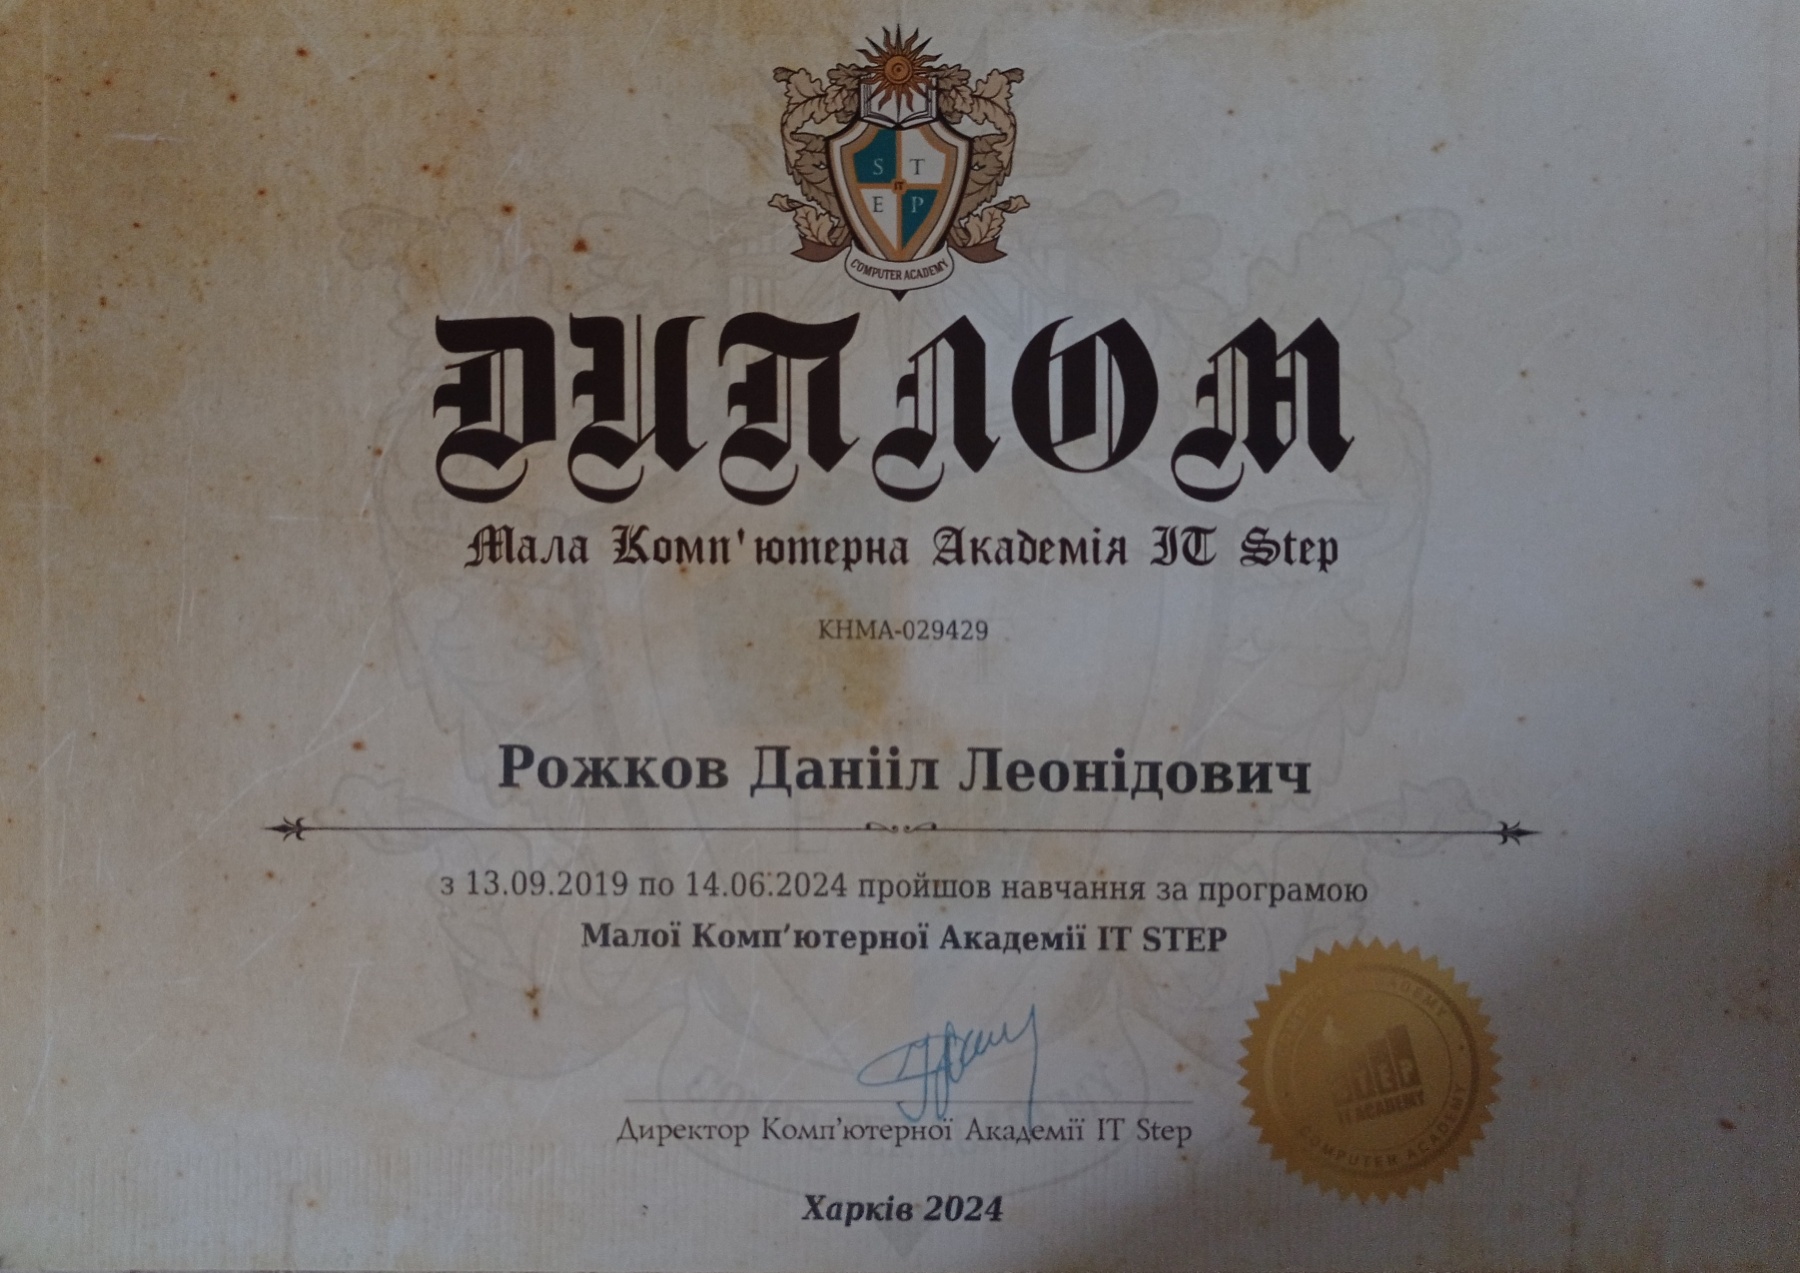 S T
IT
E P
COMPUTER ACADEMY
ДИПЛОМ
Мала Комп'ютерна Академія IT Step
KHMA-029429
Рожков Данііл Леонідович
з 13.09.2019 по 14.06.2024 пройшов навчання за програмою
Малої Комп’ютерної Академії IT STEP
STEP
IT ACADEMY
COMPUTER ACADEMY
Директор Комп’ютерної Академії IT Step
Харків 2024